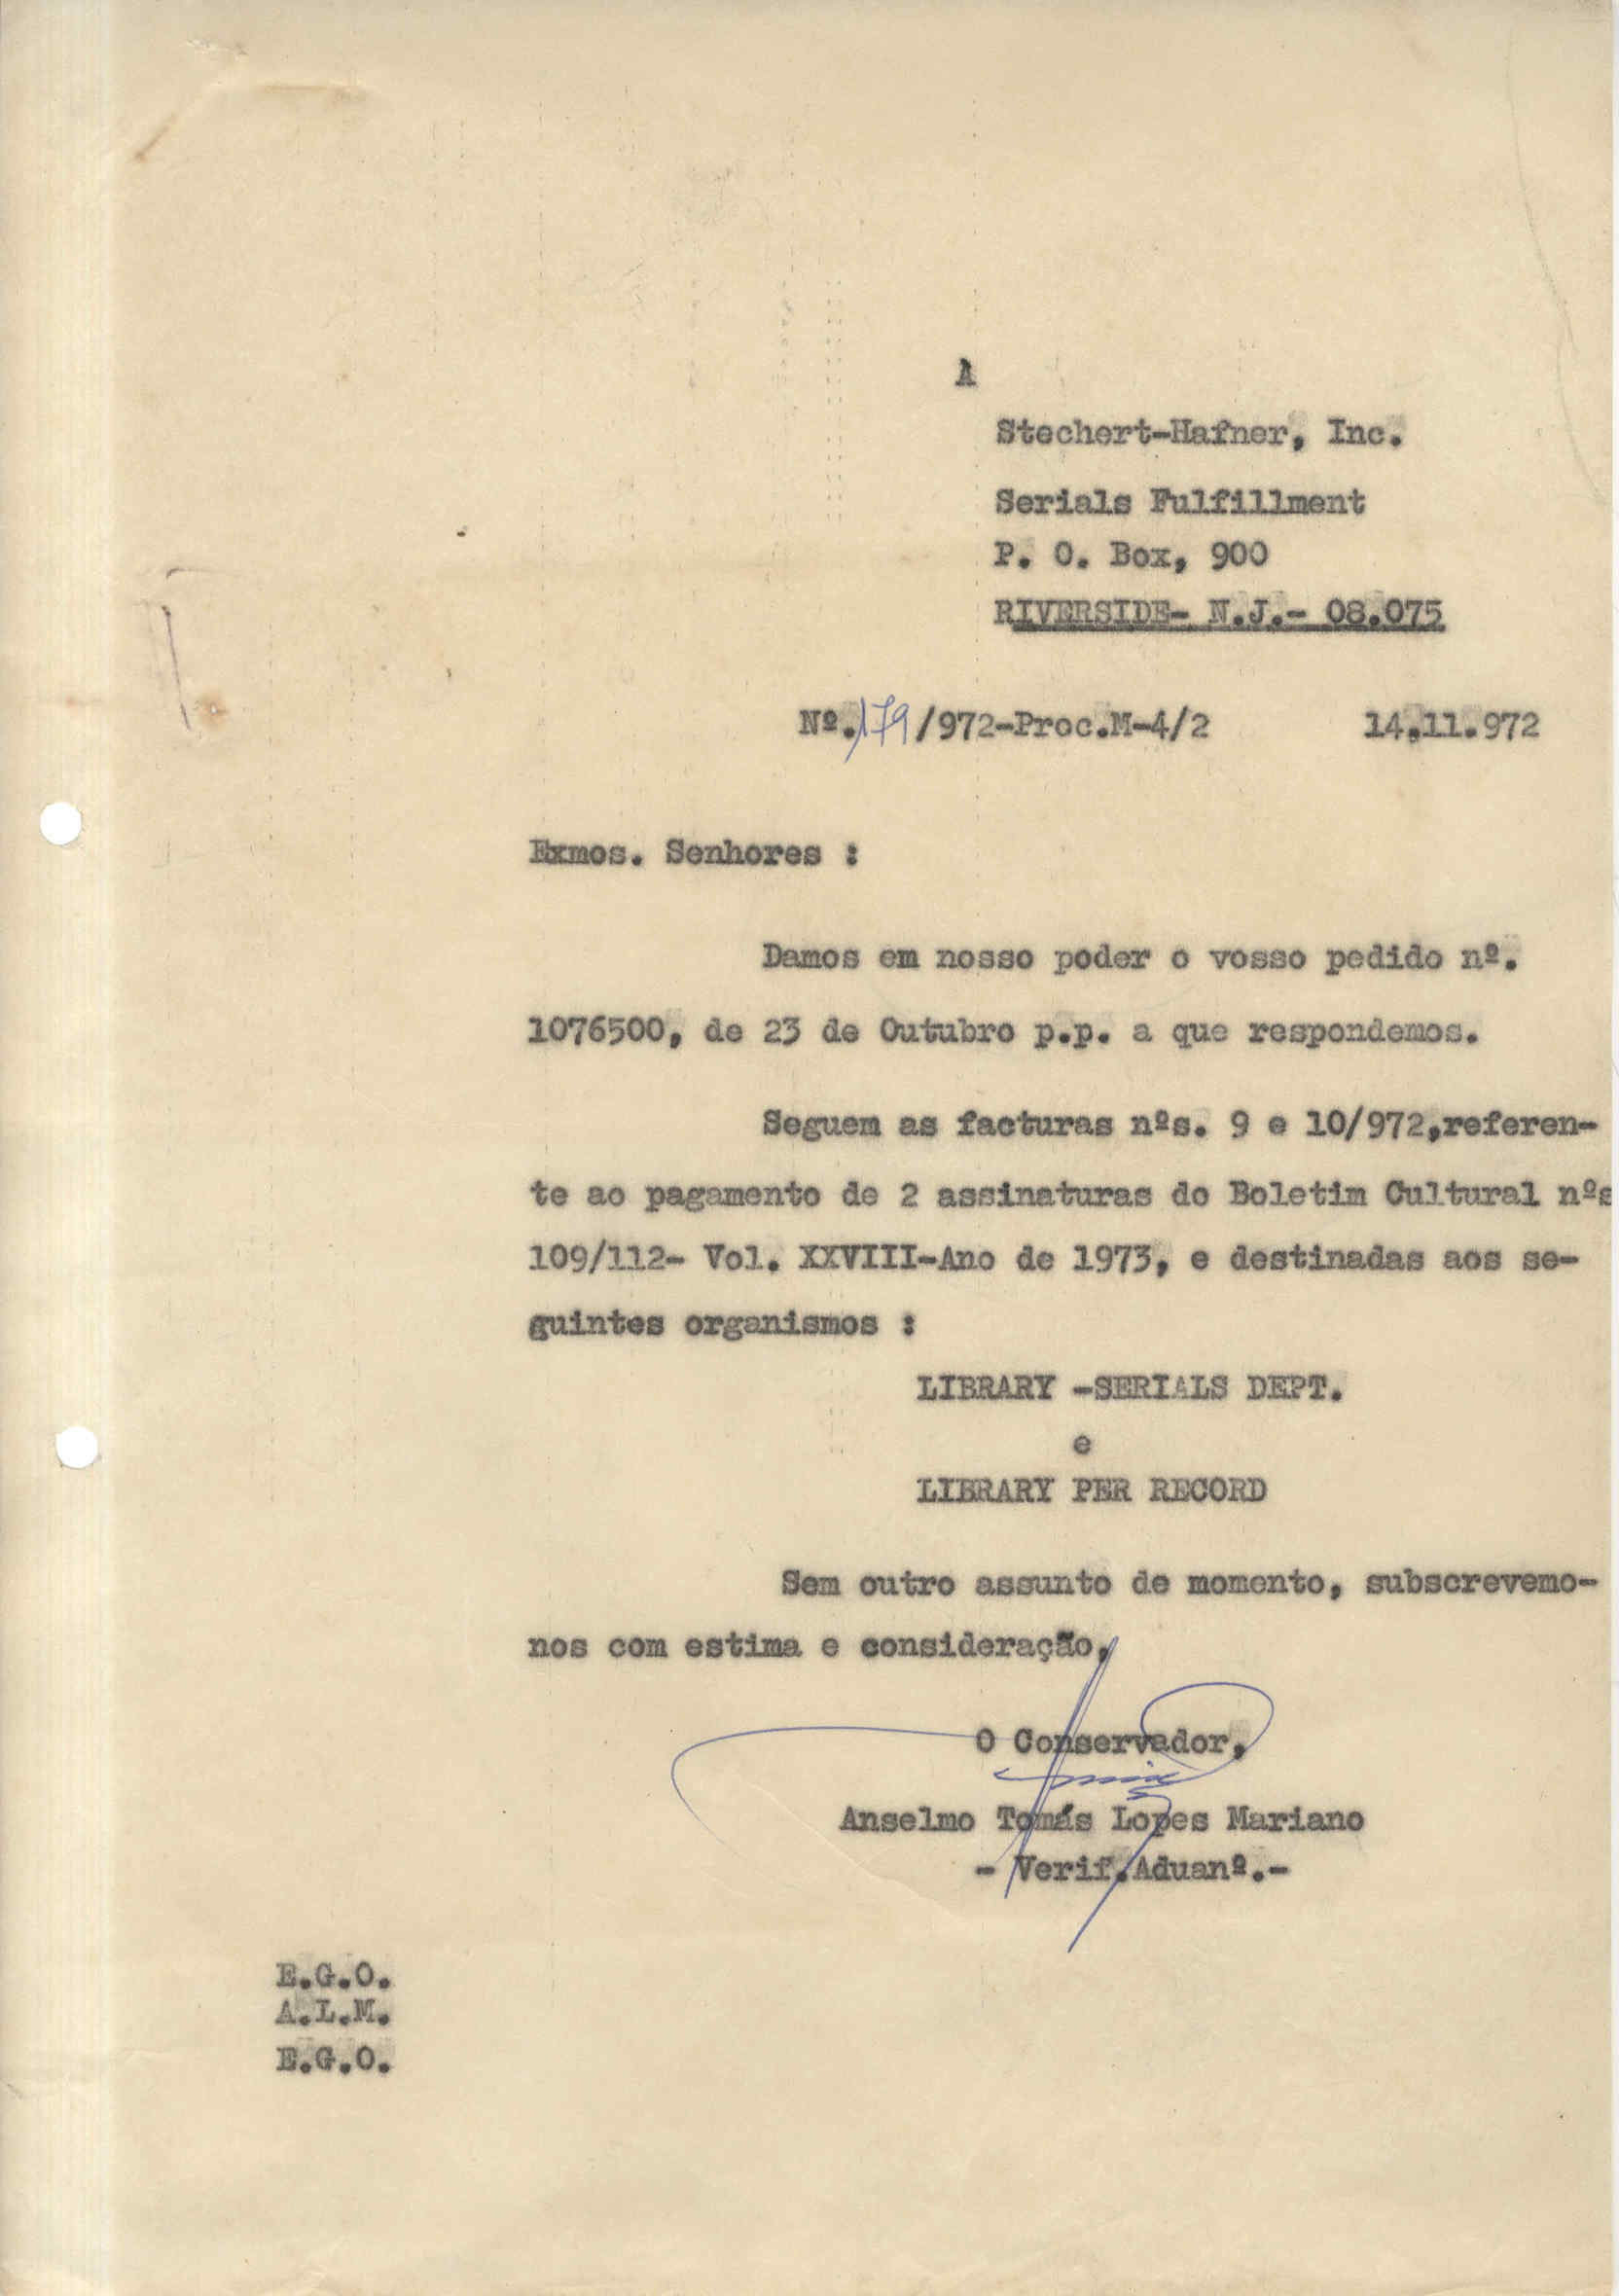 À
Stechert-Hafner, Inc.
Serials Fulfillment
P. O. Box, 900
RIVERSIDE- N.J.- 08.075
Nº.179/972-Proc.M-4/2 14.11.972
Exmos. Senhores :
Damos em nosso poder o vosso pedido nº.
1076500, de 23 de Outubro p.p. a que respondemos.
Seguem as facturas nºs. 9 e 10/972,referen-
te ao pagamento de 2 assinaturas do Boletim Cultural nºs
109/112- Vol. XXVIII-Ano de 1973, e destinadas aos se-
guintes organismos :
LIBRARY -SERIALS DEPT.
e
LIBRARY PER RECORD
Sem outro assunto de momento, subscrevemo-
nos com estima e consideração,
O Conservador,
Anselmo Tomás Lopes Mariano
- Verif.Aduanº.-
E.G.O.
A.L.M.
E.G.O.